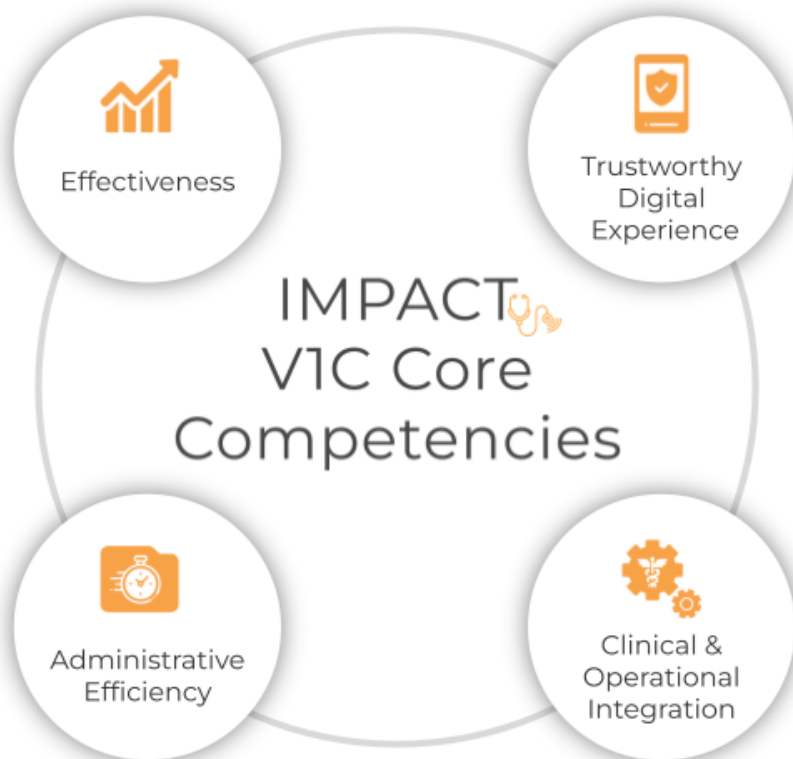 Effectiveness
Trustworthy
Digital
Experience
IMPACT
V1C Core
Competencies
Administrative
Efficiency
Clinical &
Operational
Integration